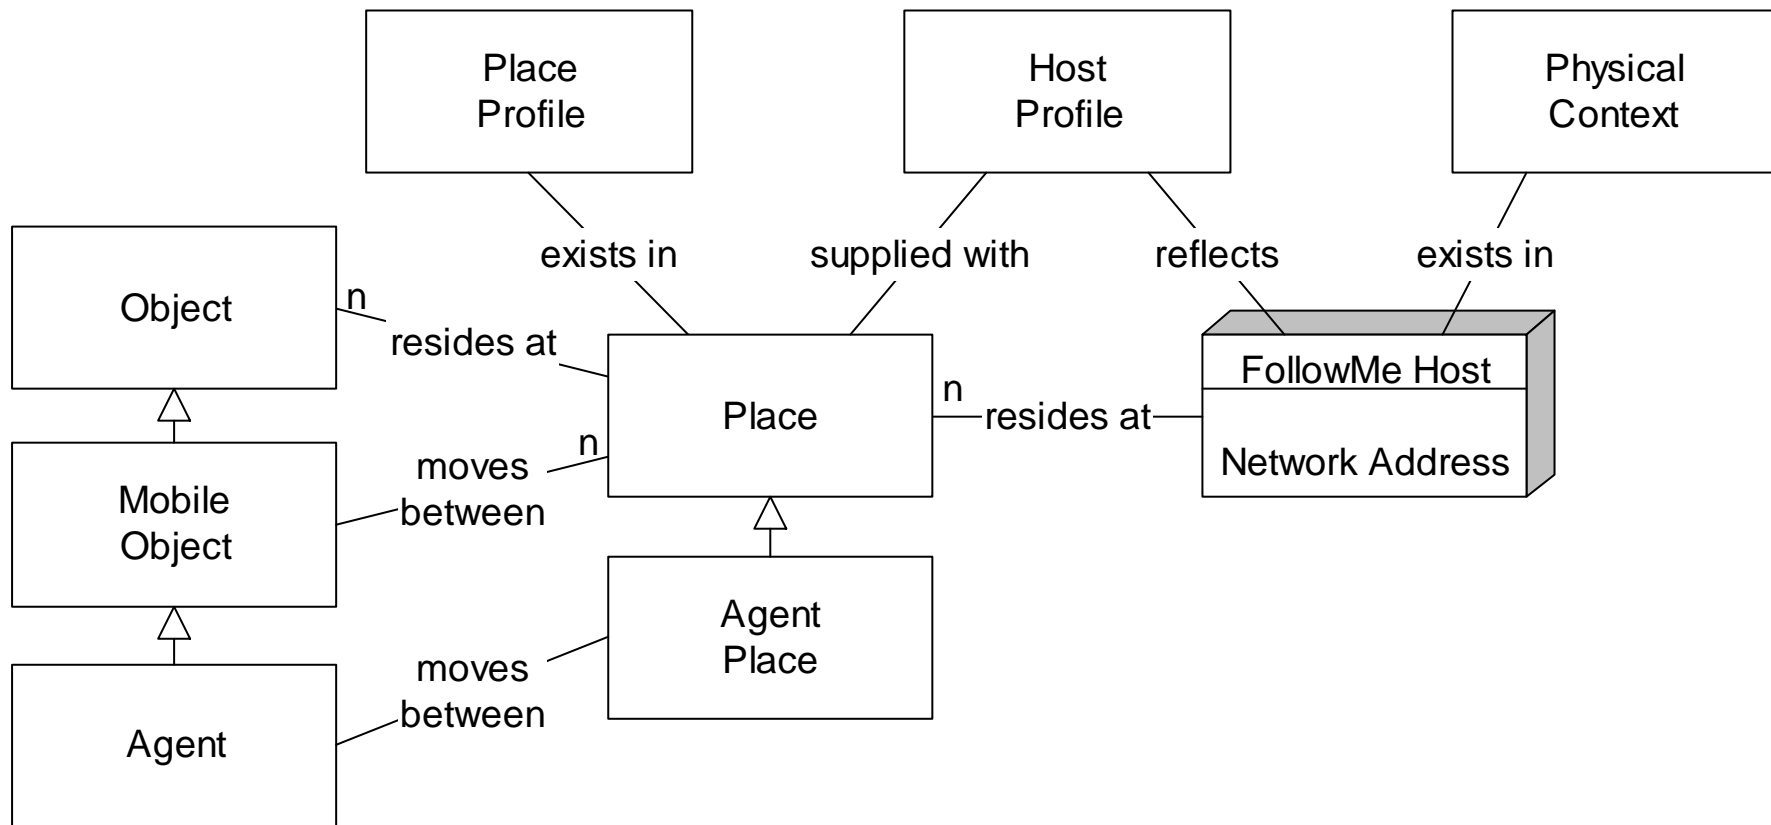 Place
Profile
Host
Profile
Physical
Context
exists in
supplied with
reflects
exists in
Object
n
resides at
FollowMe Host
Place
n
resides at
Network Address
n
moves
between
Mobile
Object
Agent
Place
moves
between
Agent